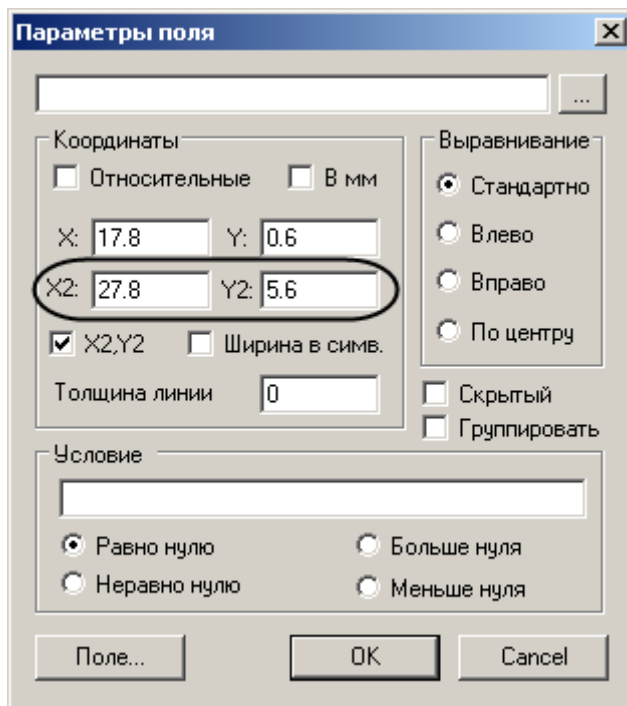 Параметры поля
...
Координаты
Относительные В мм
X: 17.8 Y: 0.6
X2: 27.8 Y2: 5.6
X2,Y2 Ширина в симв.
Толщина линии 0
Выравнивание
Стандартно
Влево
Вправо
По центру
Скрытый
Группировать
Условие
Равно нулю Больше нуля
Неравно нулю Меньше нуля
Поле... OK Cancel